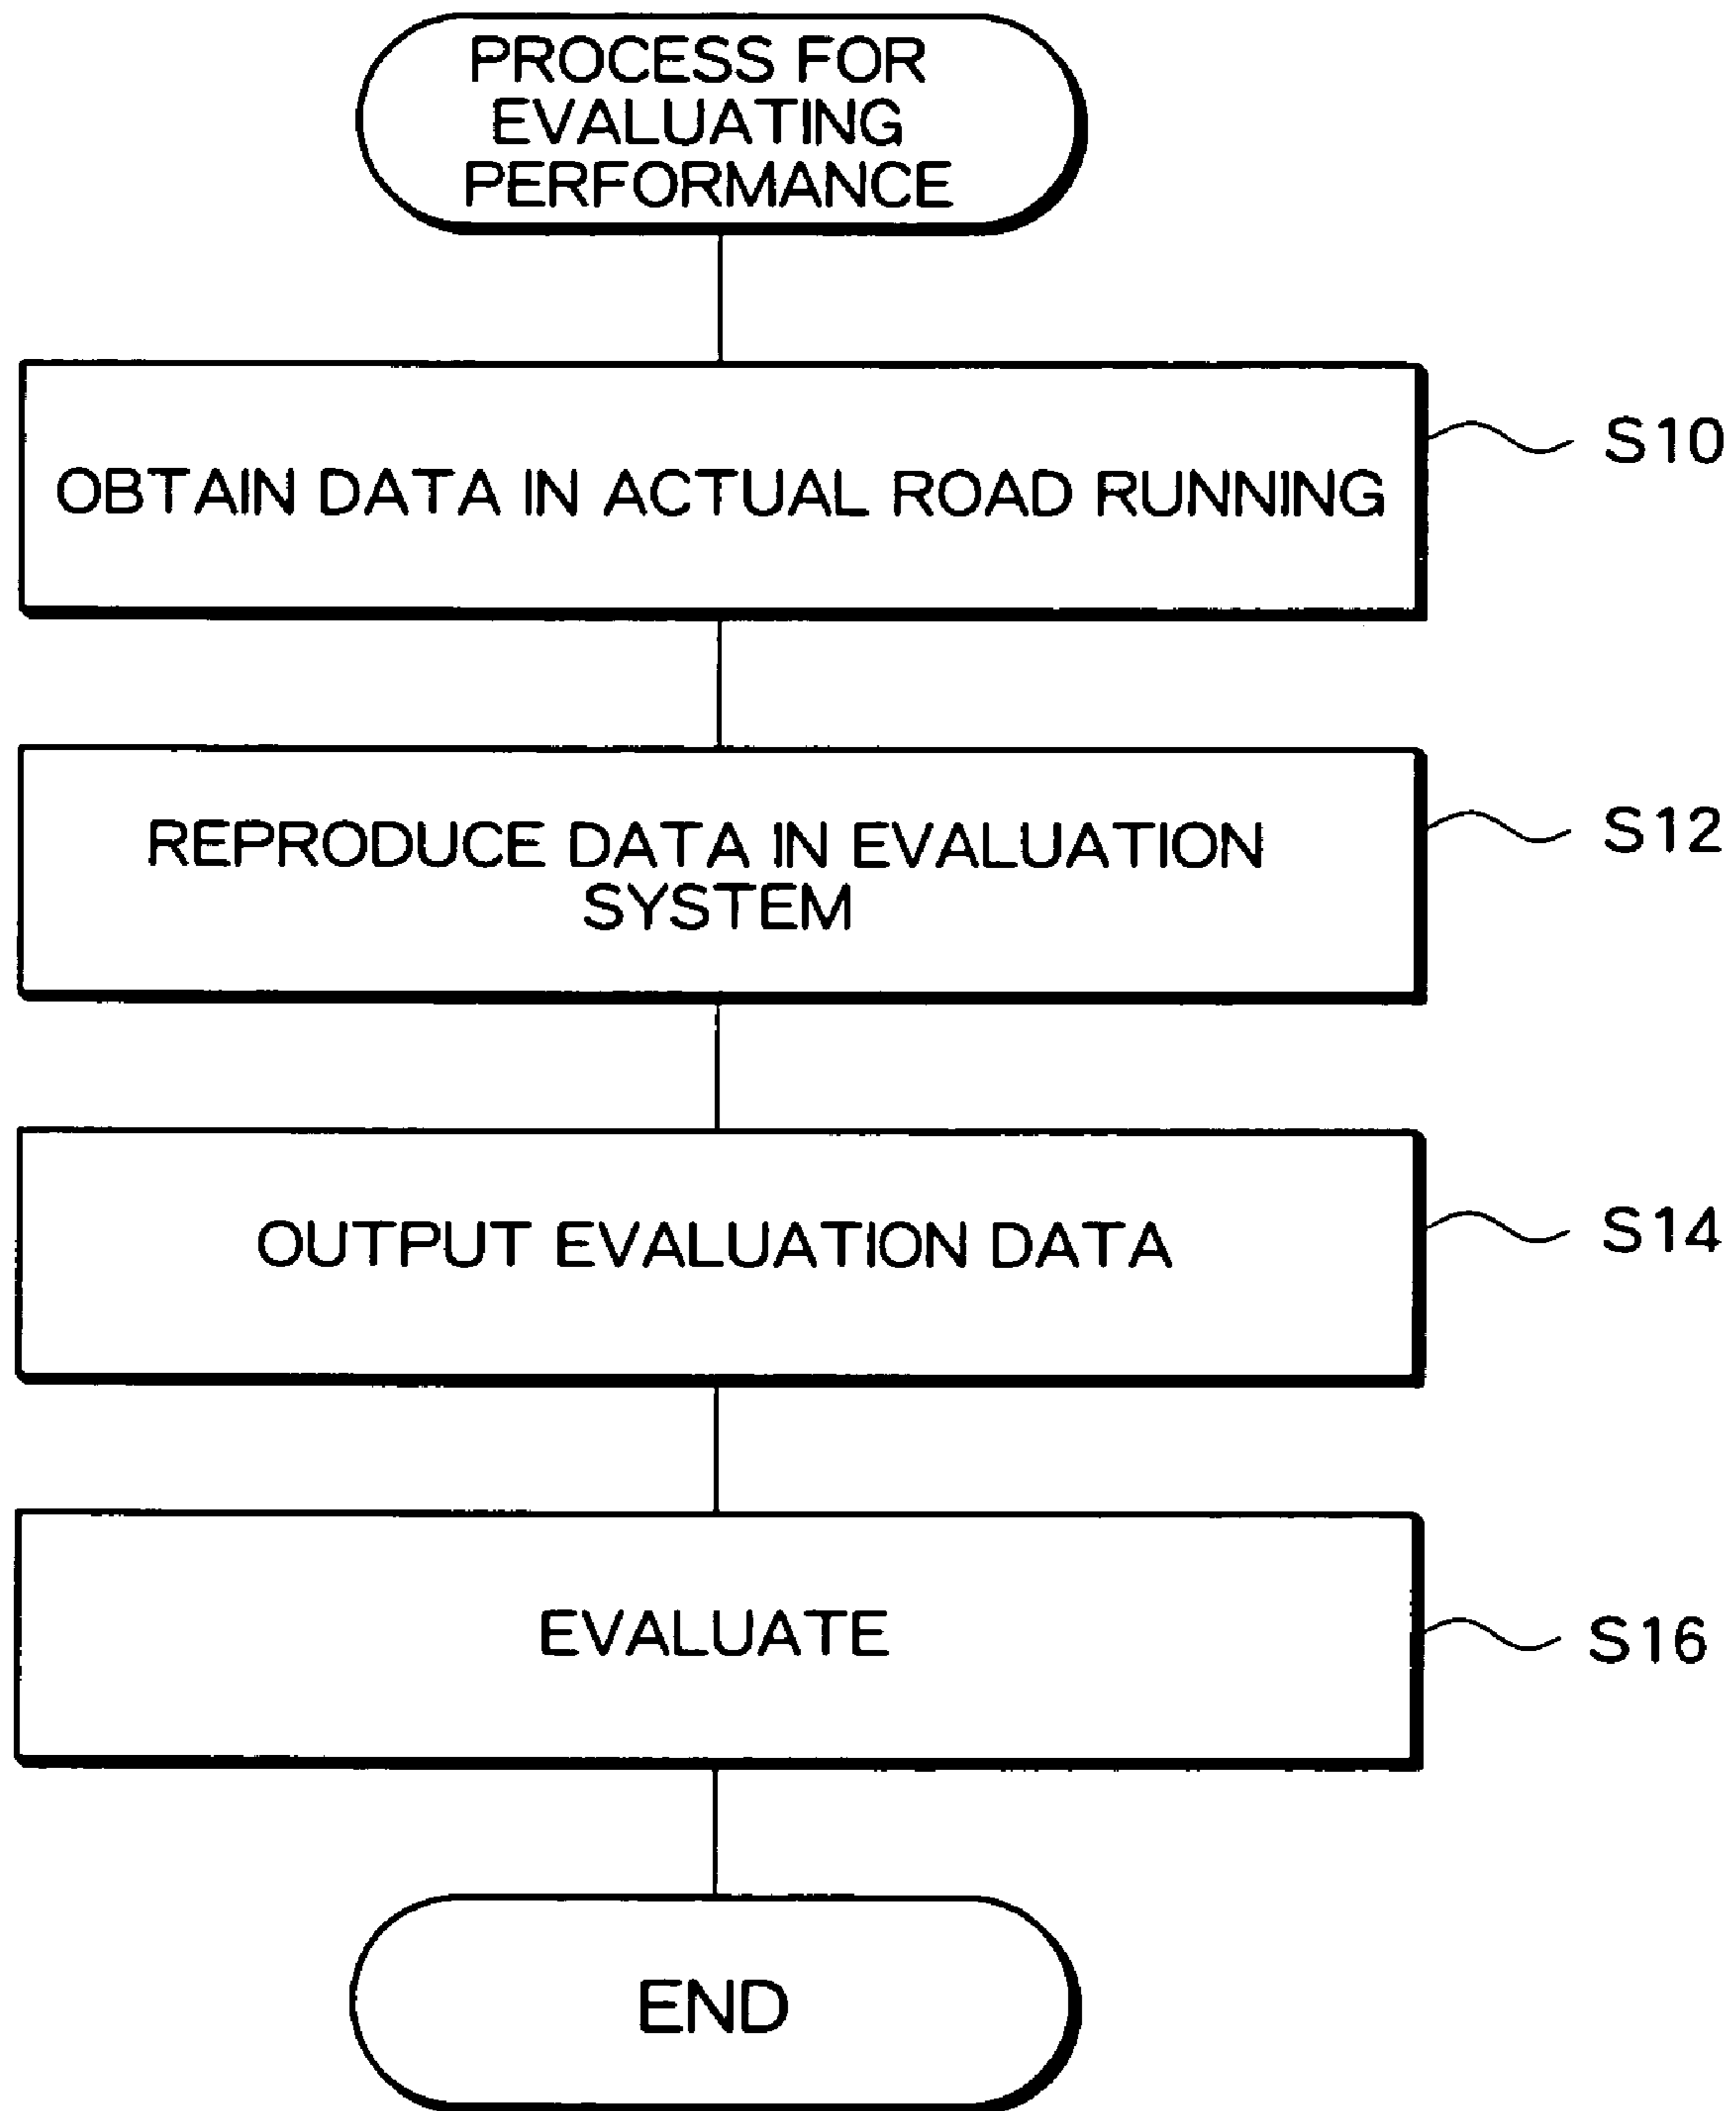 PROCESS FOR
EVALUATING
PERFORMANCE
OBTAIN DATA IN ACTUAL ROAD RUNNING
S10
REPRODUCE DATA IN EVALUATION
SYSTEM
S12
OUTPUT EVALUATION DATA
S14
EVALUATE
S16
END